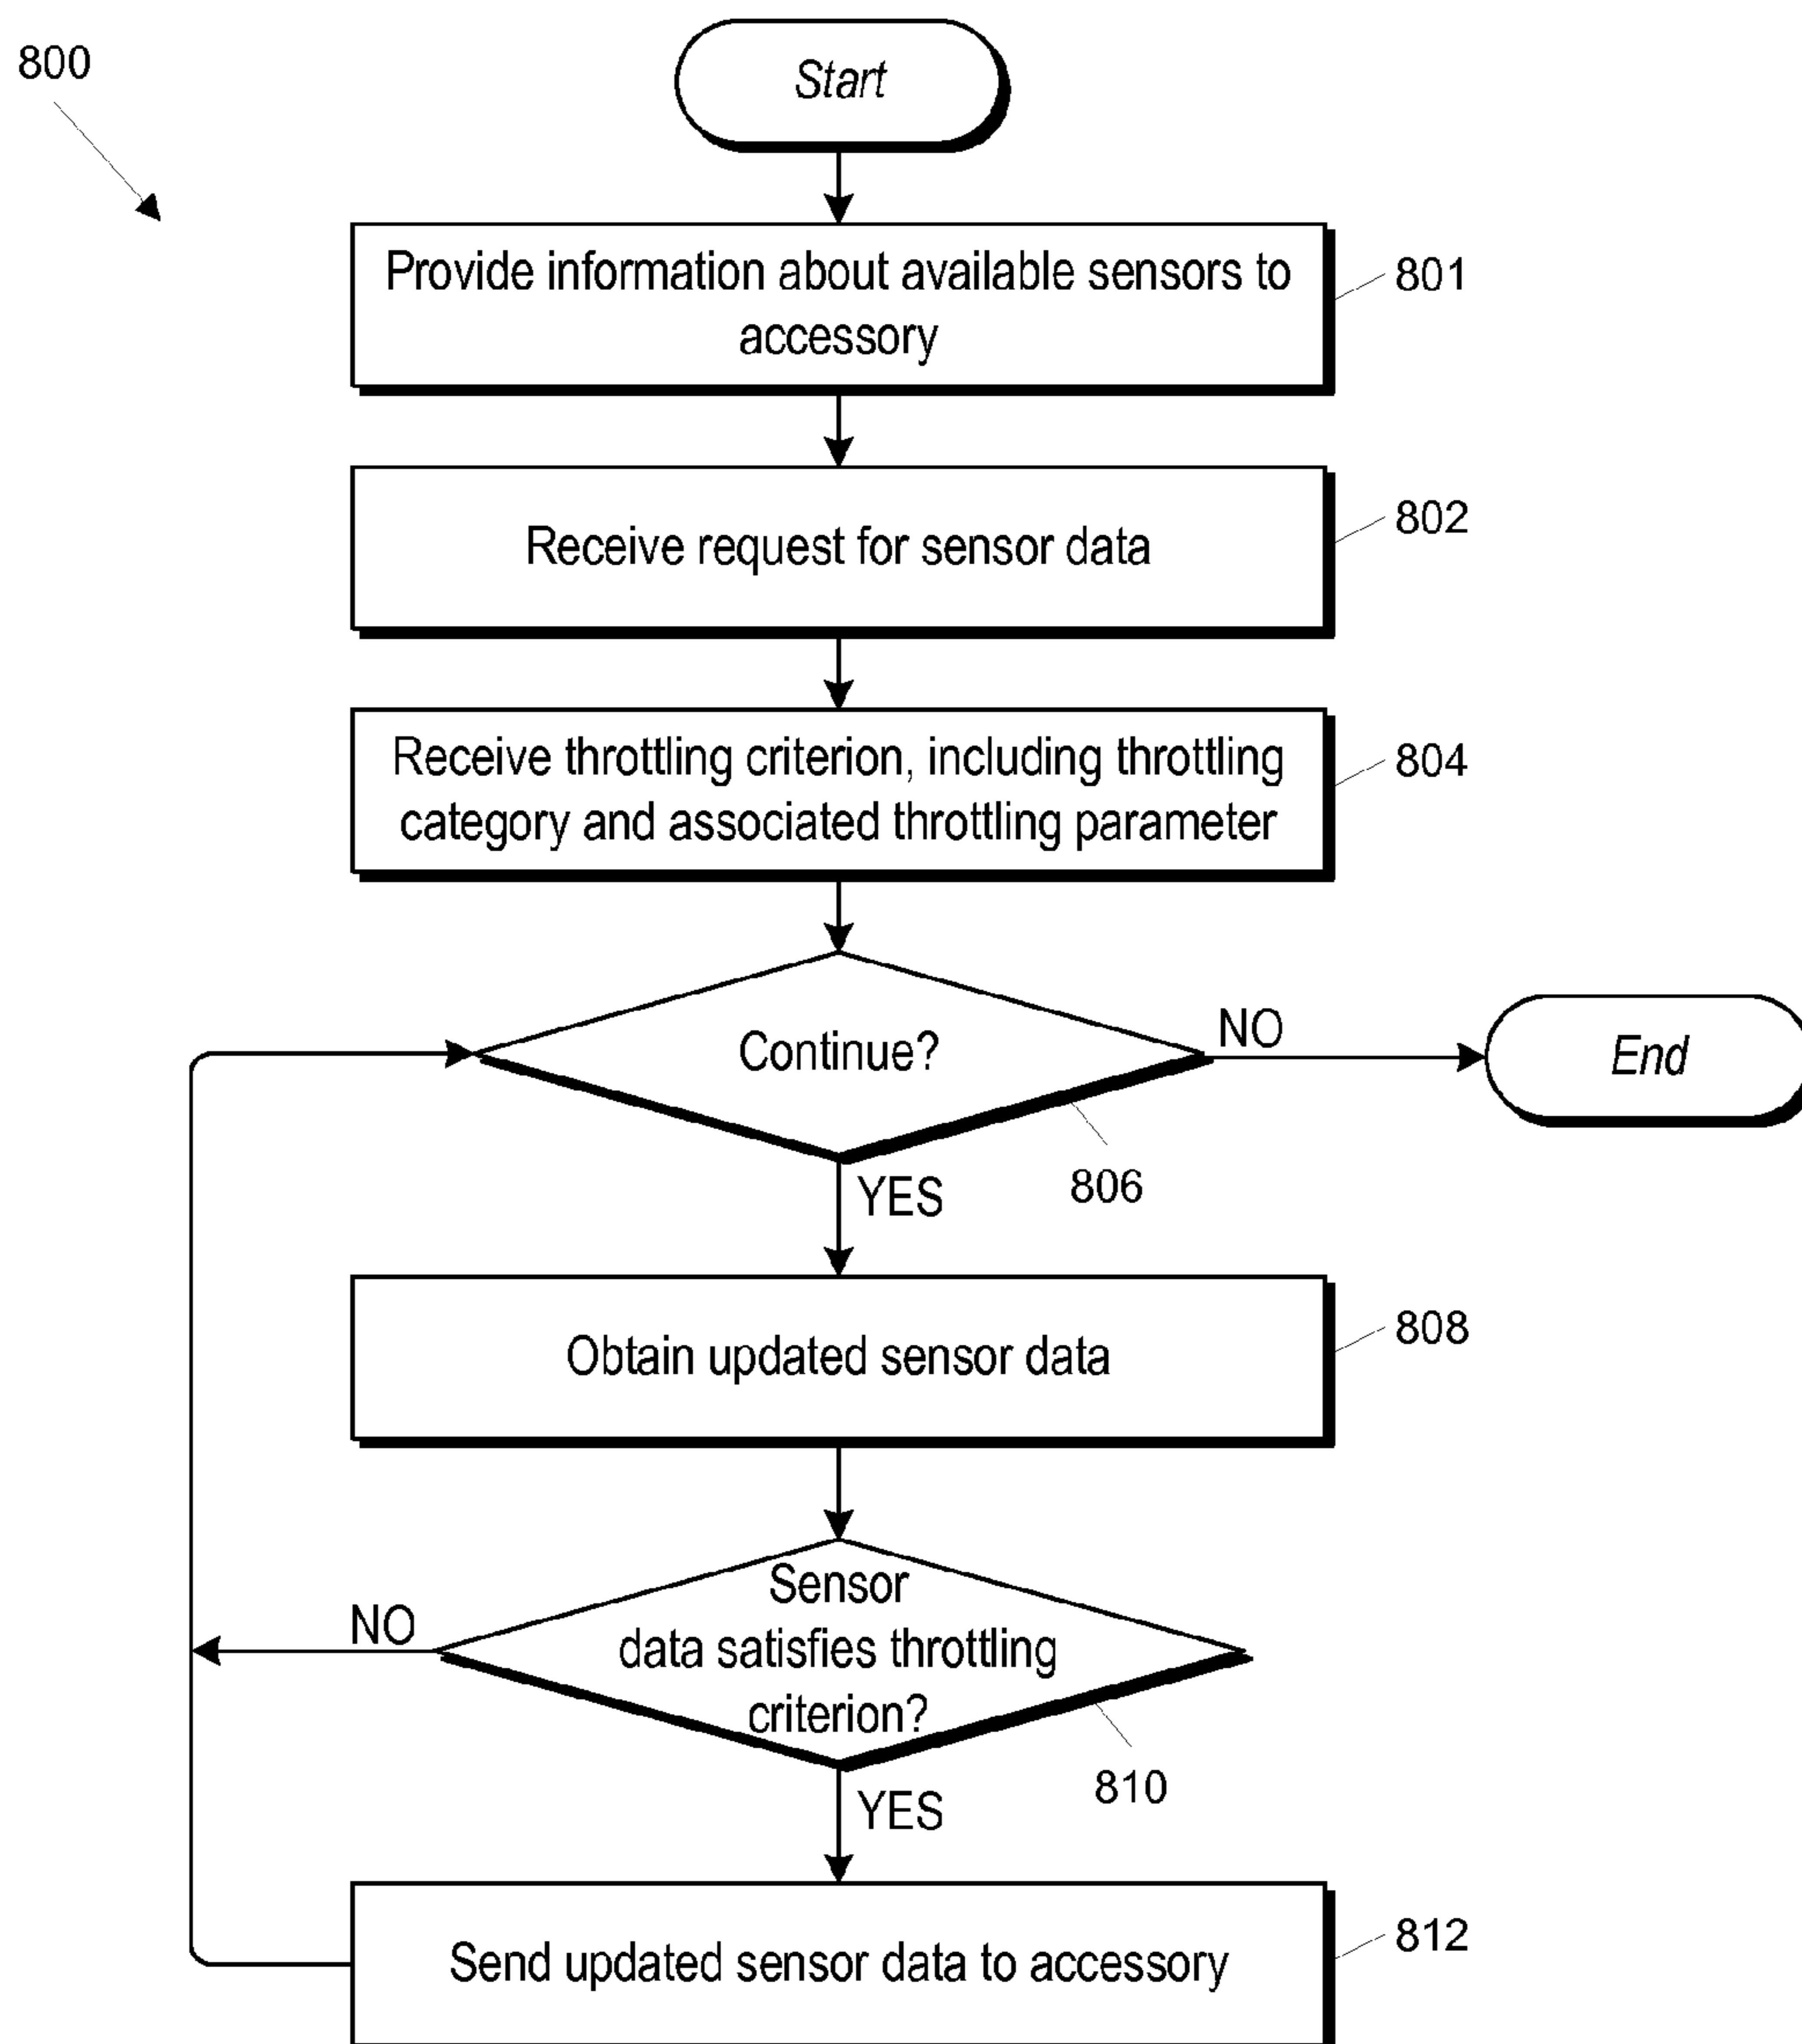 800
Start
Provide information about available sensors to
accessory
801
Receive request for sensor data
802
Receive throttling criterion, including throttling
category and associated throttling parameter
804
Continue?
NO
End
806
YES
Obtain updated sensor data
808
Sensor
data satisfies throttling
criterion?
NO
810
YES
Send updated sensor data to accessory
812